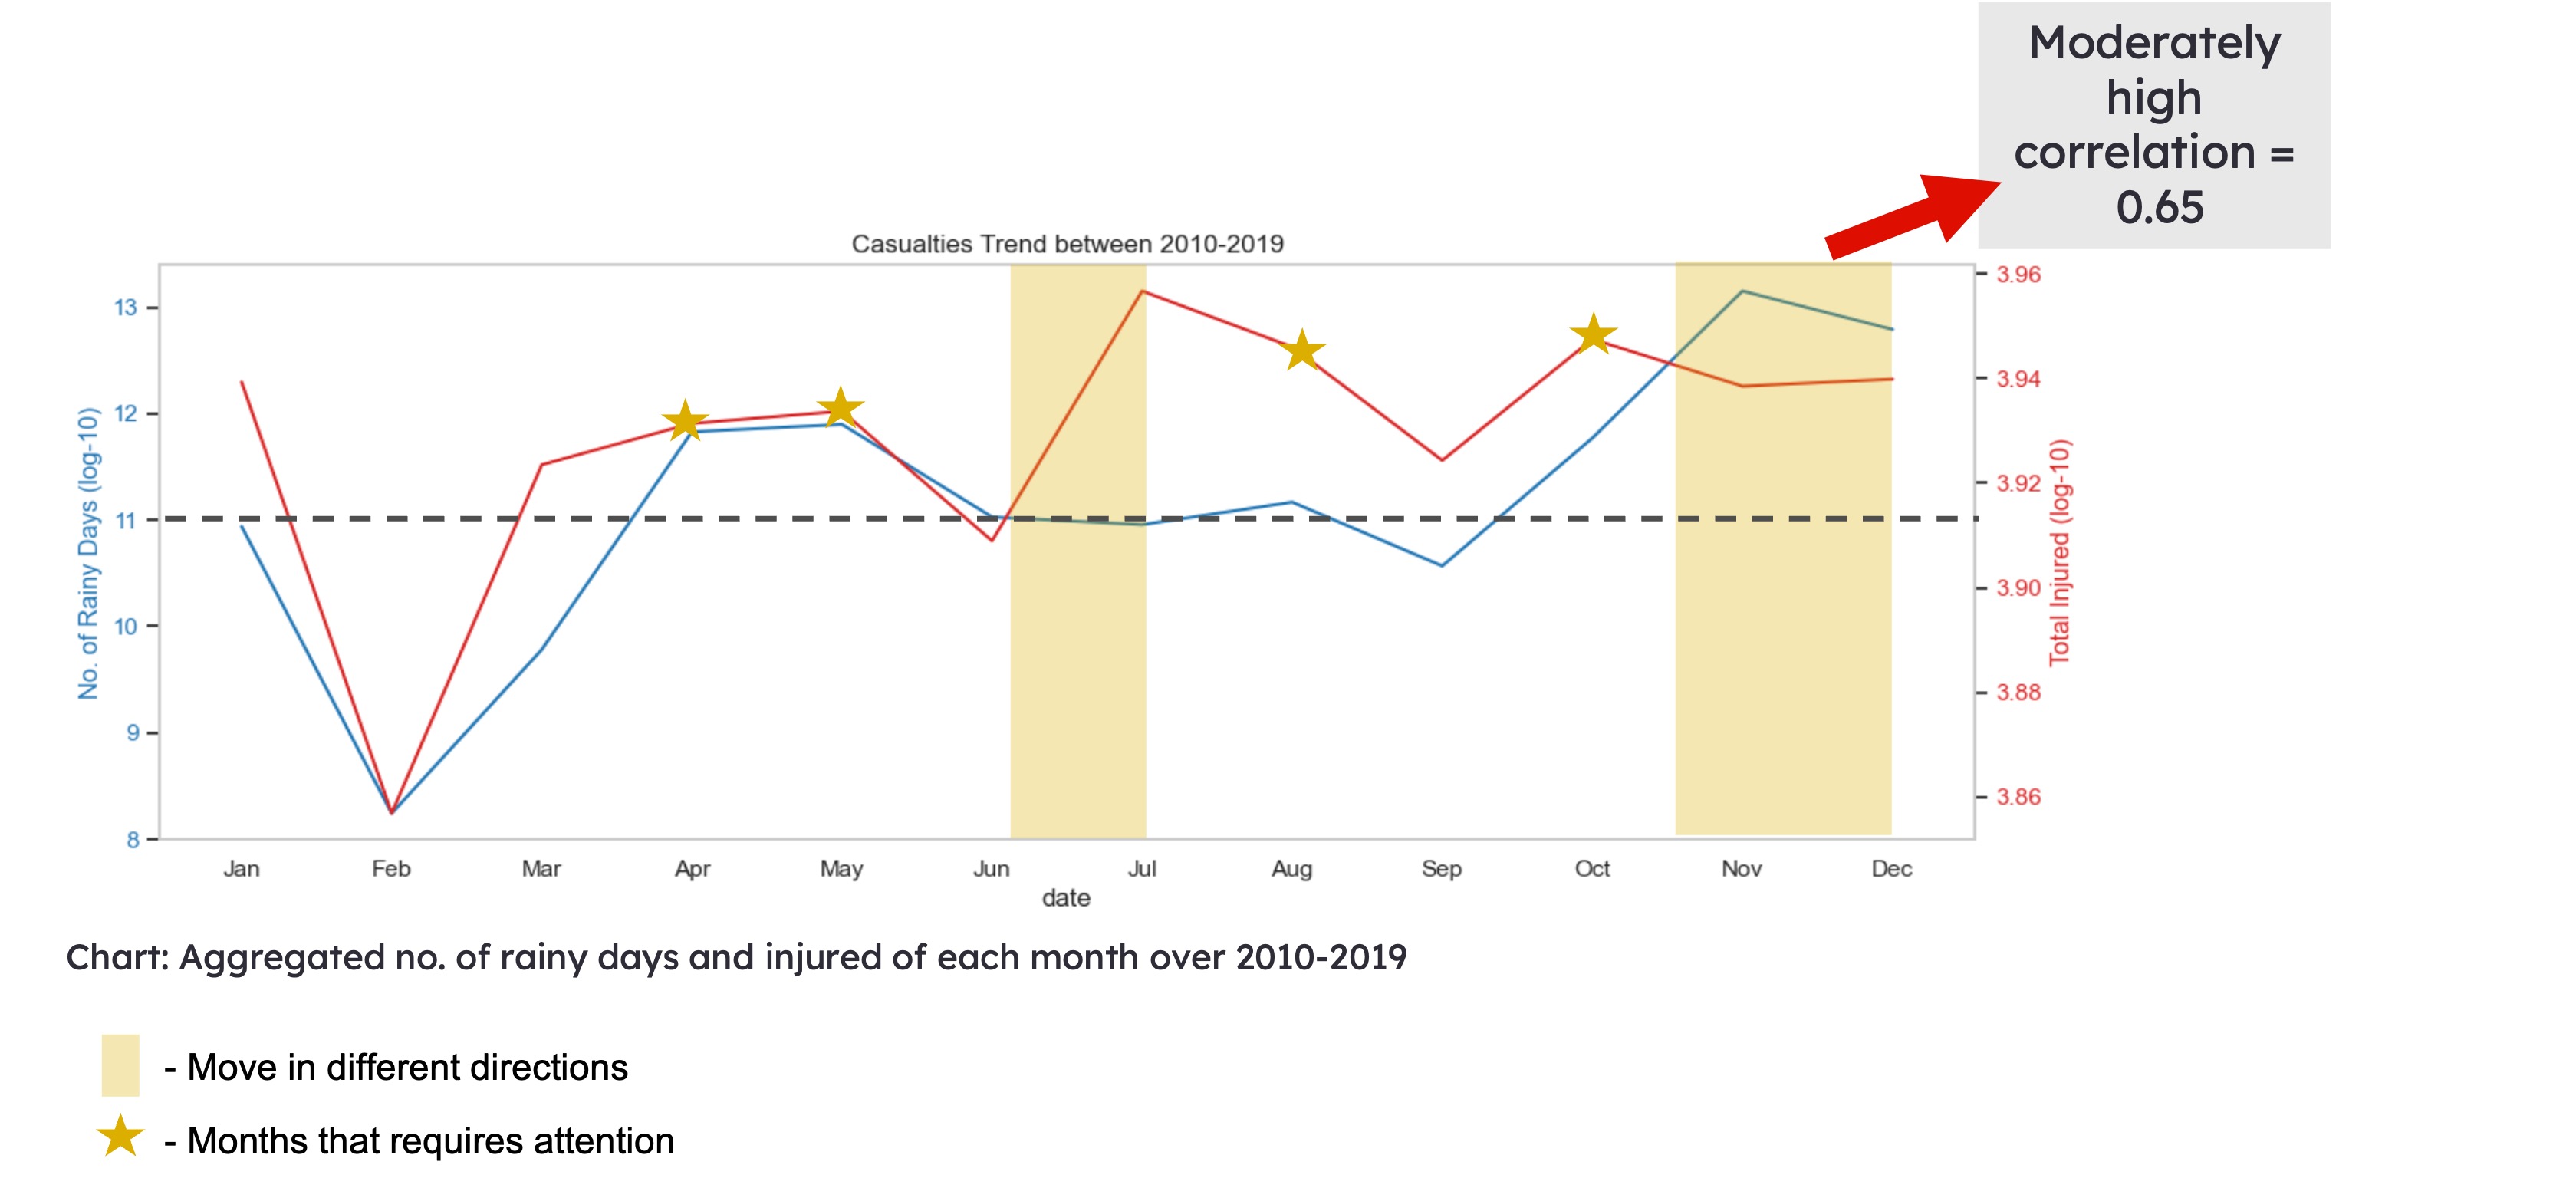 Moderately
high
correlation =
0.65
Casualties Trend between 2010-2019
No. of Rainy Days (log-10)
13
12
11
10
9
8
3.96
3.94
3.92
3.90
3.88
3.86
Total Injured (log-10)
Jan Feb Mar Apr May Jun Jul Aug Sep Oct Nov Dec
date
Chart: Aggregated no. of rainy days and injured of each month over 2010-2019
- Move in different directions
- Months that requires attention